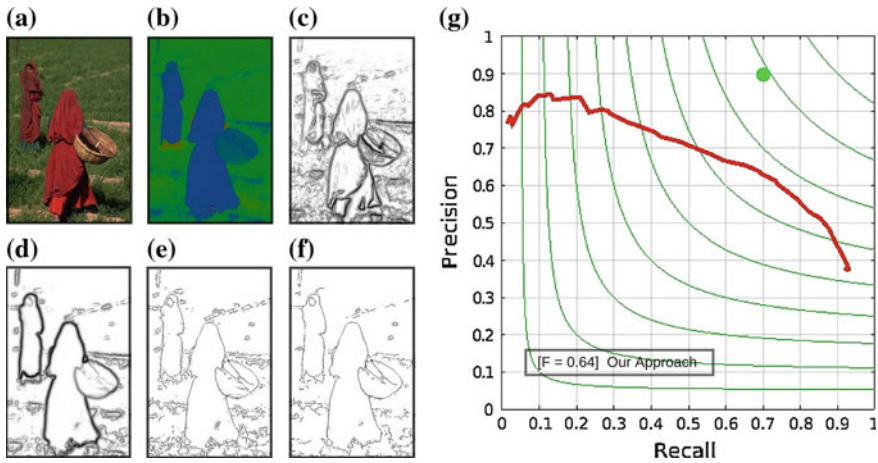 (a) (b) (c) (g)
(d) (e) (f)
Precision
1
0.9
0.8
0.7
0.6
0.5
0.4
0.3
0.2
0.1
0
[F = 0.64] Our Approach
0 0.1 0.2 0.3 0.4 0.5 0.6 0.7 0.8 0.9 1
Recall